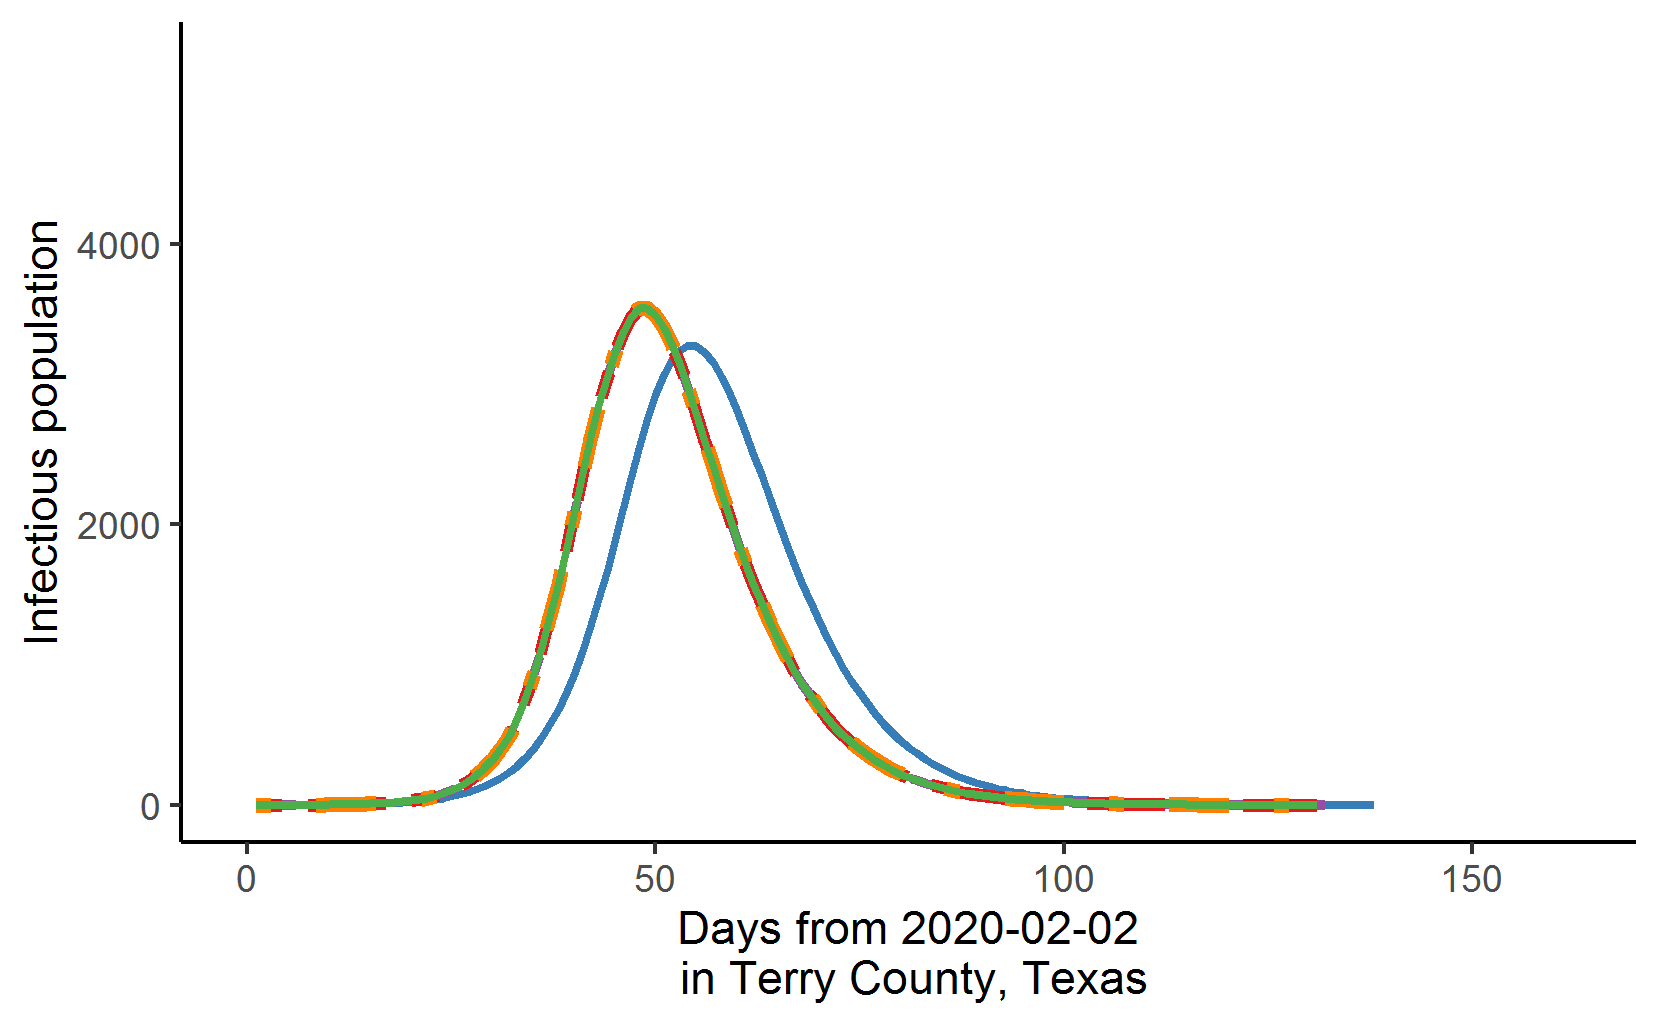 Infectious population
4000
2000
0
0 50 100 150
Days from 2020-02-02
in Terry County, Texas